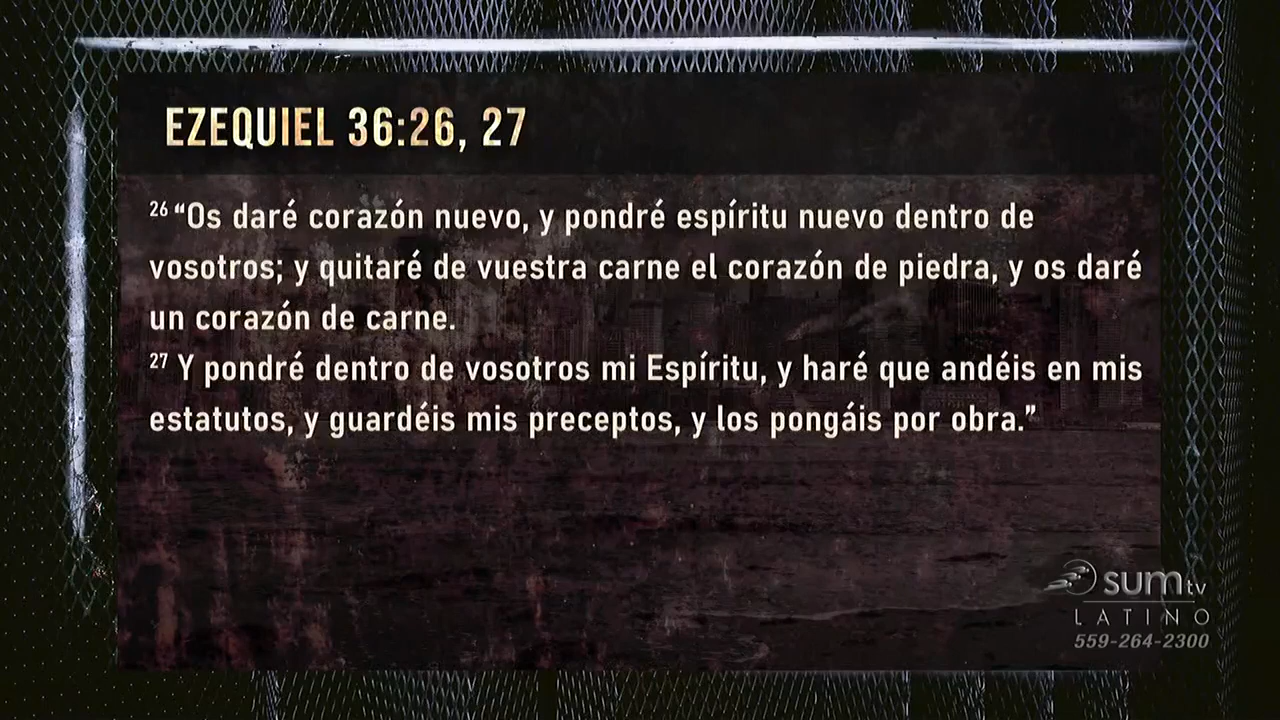 EZEQUIEL 36:26, 27
26 “Os daré corazón nuevo, y pondré espíritu nuevo dentro de
vosotros; y quitaré de vuestra carne el corazón de piedra, y os daré
un corazón de carne.
27 Y pondré dentro de vosotros mi Espíritu, y haré que andéis en mis
estatutos, y guardéis mis preceptos, y los pongáis por obra.”
sumtv
LATINO
559-264-2300